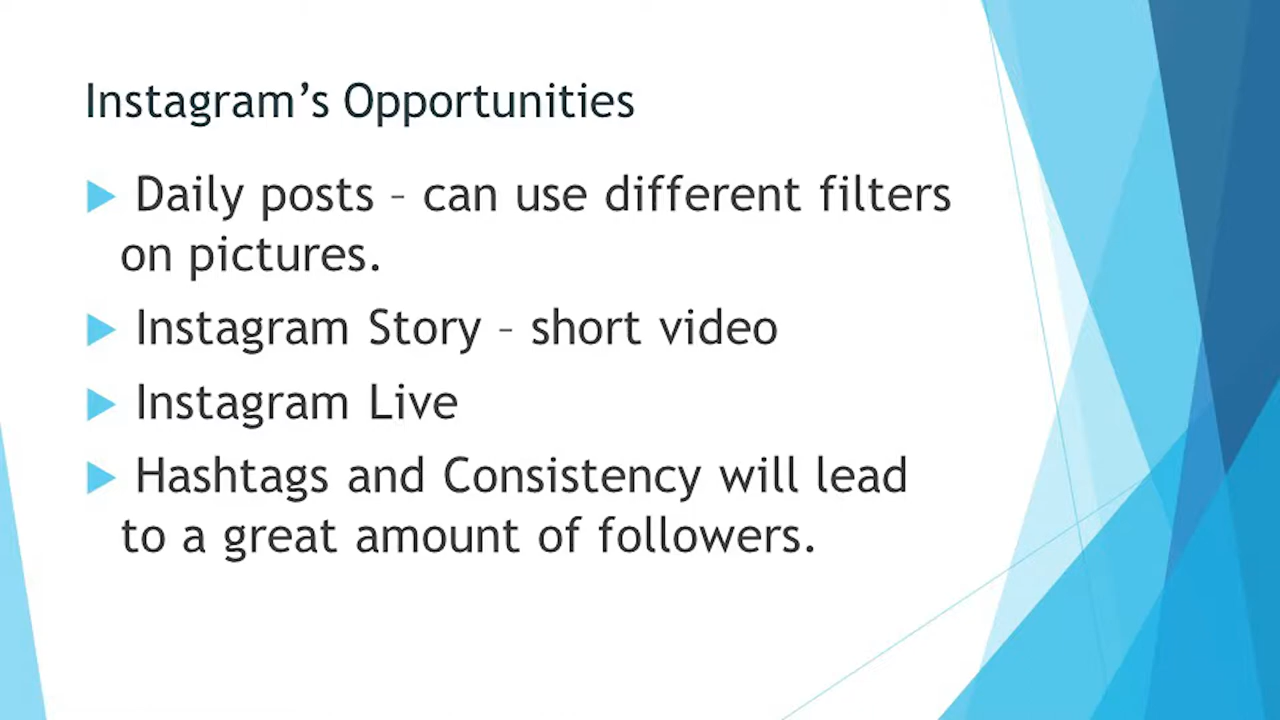 Instagram’s Opportunities
Daily posts – can use different filters
on pictures.
Instagram Story – short video
Instagram Live
Hashtags and Consistency will lead
to a great amount of followers.